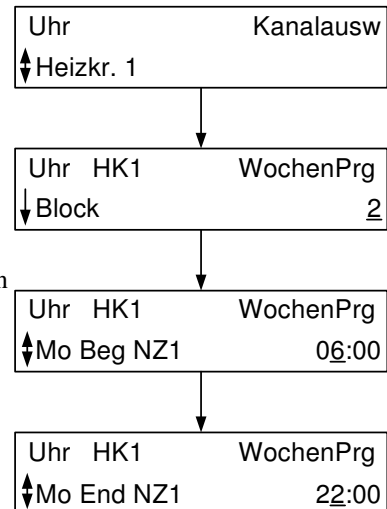 Uhr Kanalausw
Heizkr. 1
Uhr HK1 WochenPrg
Block 2
n
Uhr HK1 WochenPrg
Mo Beg NZ1 06:00
Uhr HK1 WochenPrg
Mo End NZ1 22:00